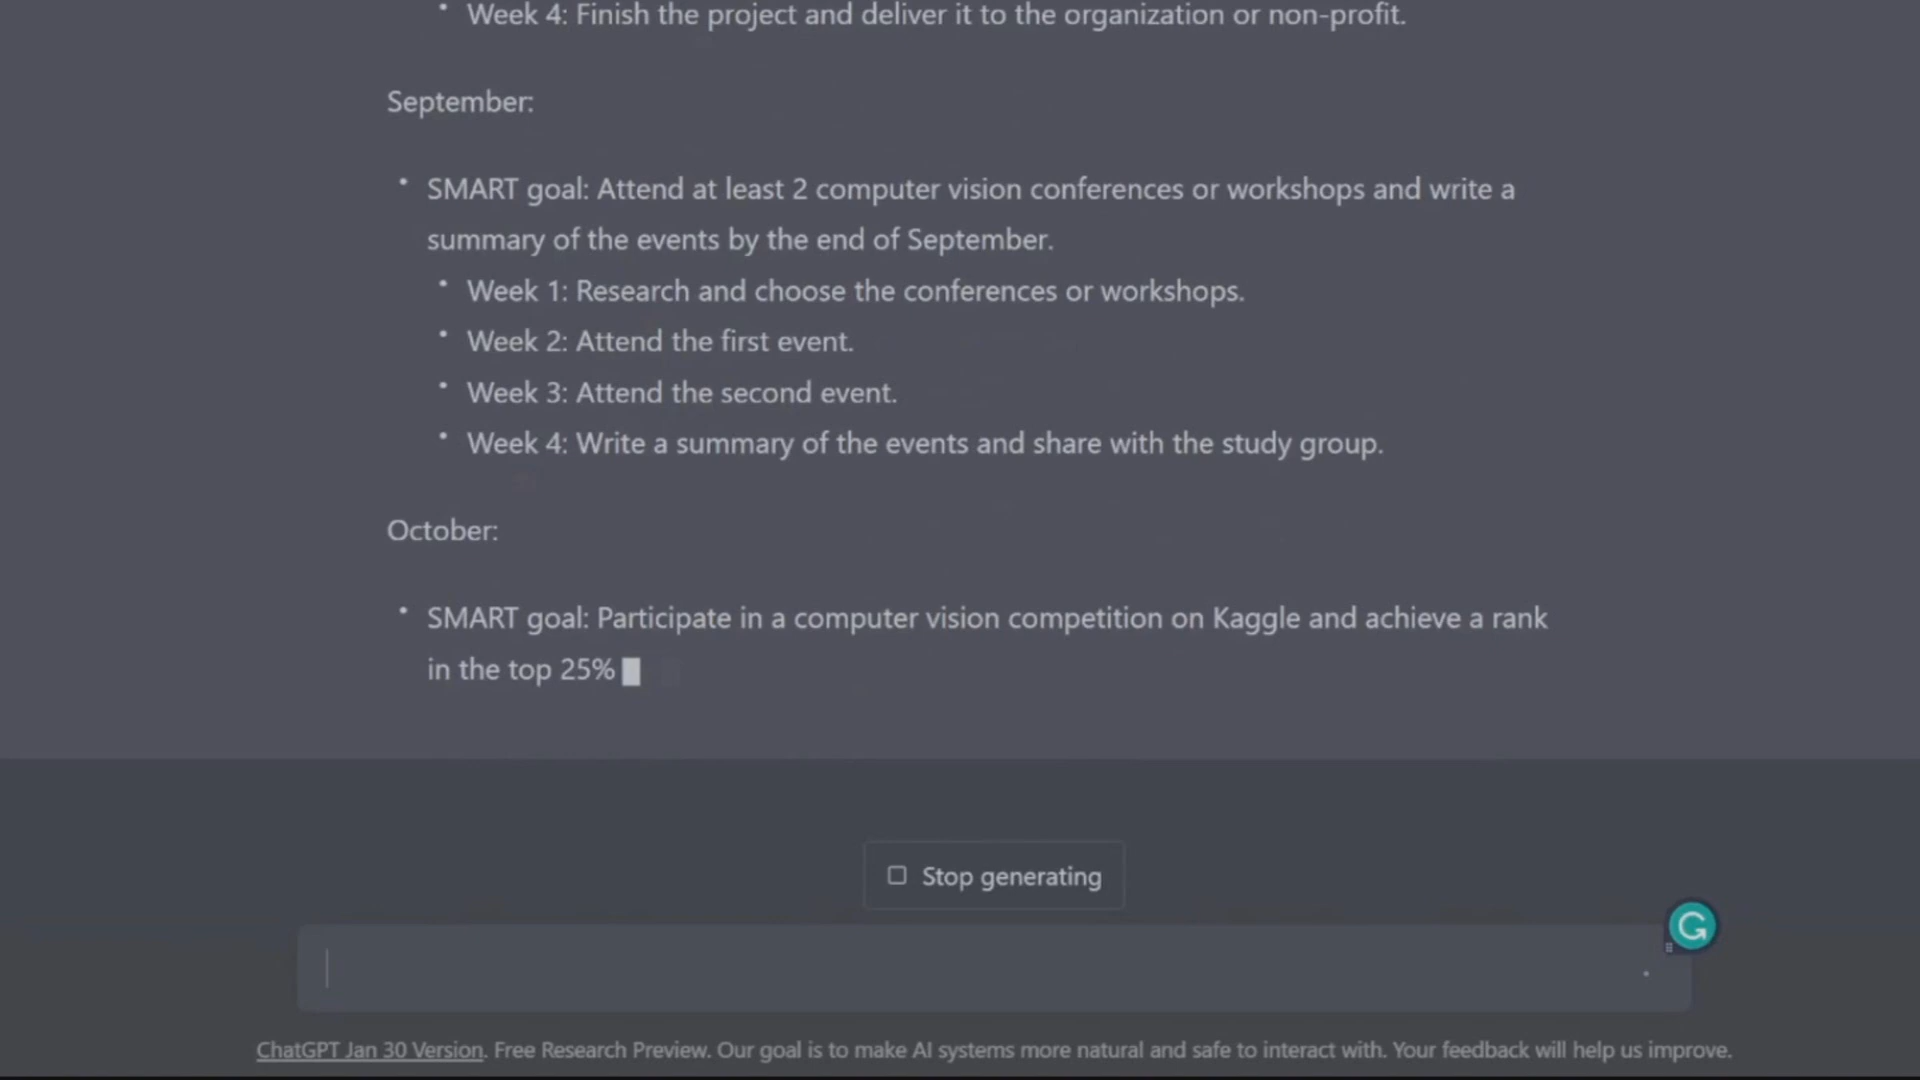 • Week 4: Finish the project and deliver it to the organization or non-profit.
September:
• SMART goal: Attend at least 2 computer vision conferences or workshops and write a
summary of the events by the end of September.
• Week 1: Research and choose the conferences or workshops.
• Week 2: Attend the first event.
• Week 3: Attend the second event.
• Week 4: Write a summary of the events and share with the study group.
October:
• SMART goal: Participate in a computer vision competition on Kaggle and achieve a rank
in the top 25%
Stop generating
ChatGPT Jan 30 Version. Free Research Preview. Our goal is to make AI systems more natural and safe to interact with. Your feedback will help us improve.